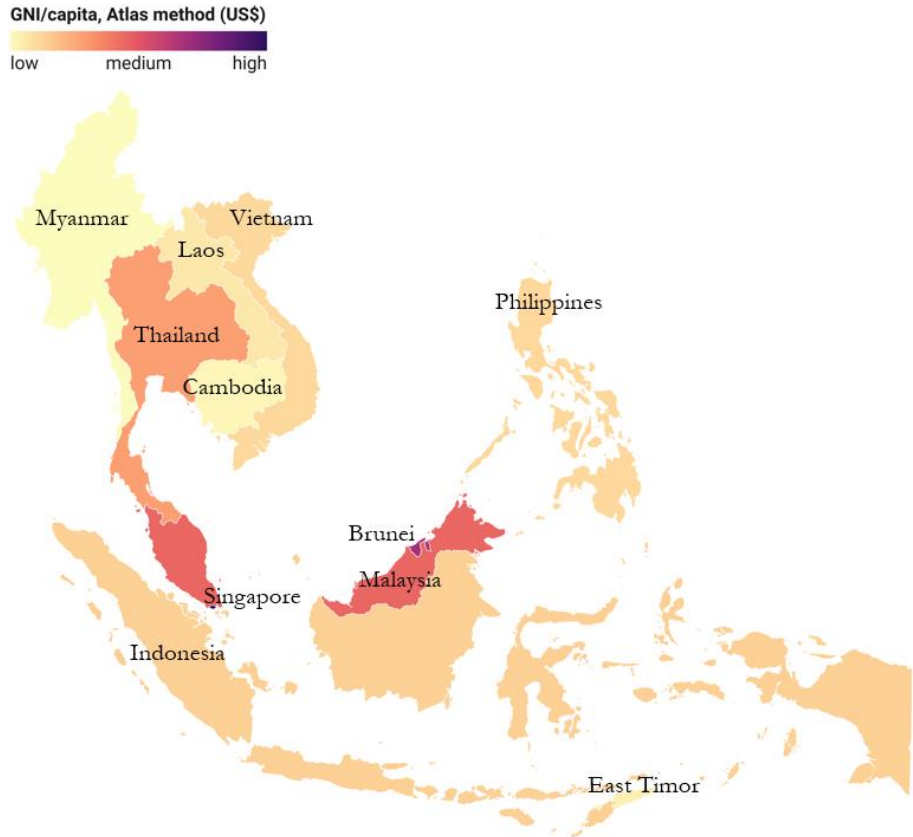 GNI/capita, Atlas method (US$)
low medium high
Myanmar
Vietnam
Laos
Philippines
Thailand
Cambodia
Brunei
Malaysia
Singapore
Indonesia
East Timor